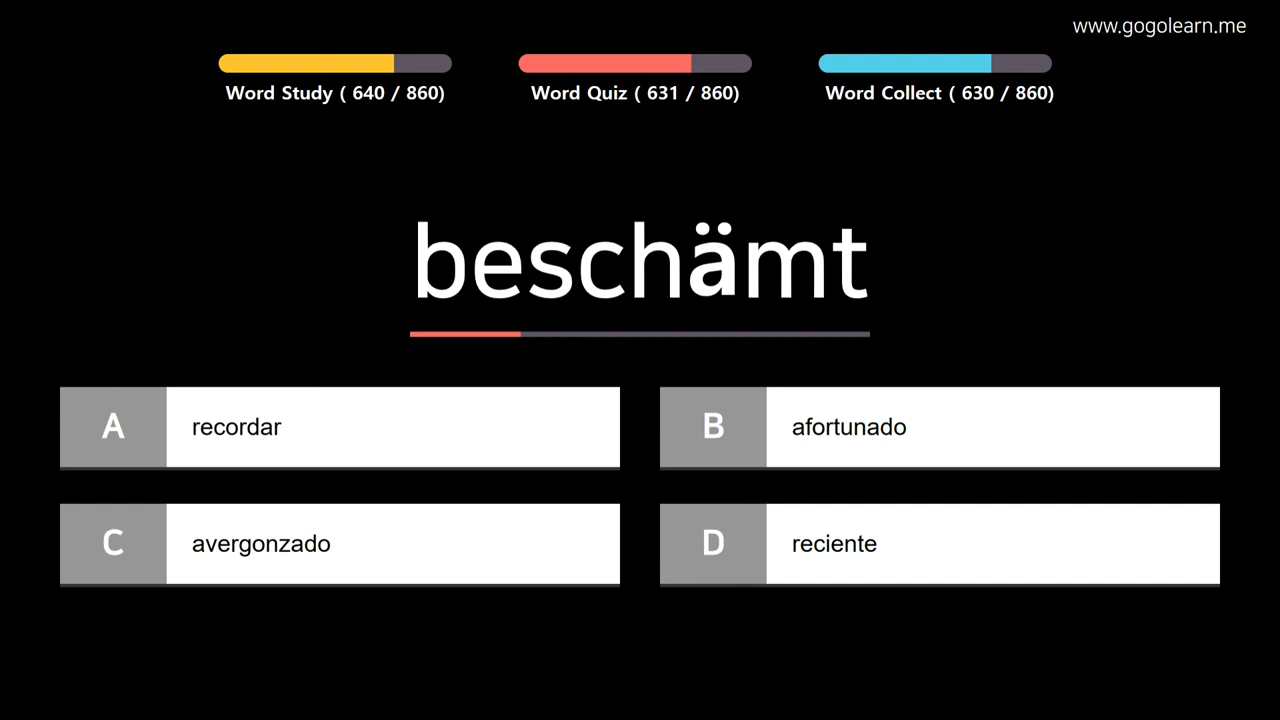 www.gogolearn.me
Word Study ( 640 / 860)
Word Quiz ( 631 / 860)
Word Collect ( 630 / 860)
beschämt
A recordar
B afortunado
C avergonzado
D reciente